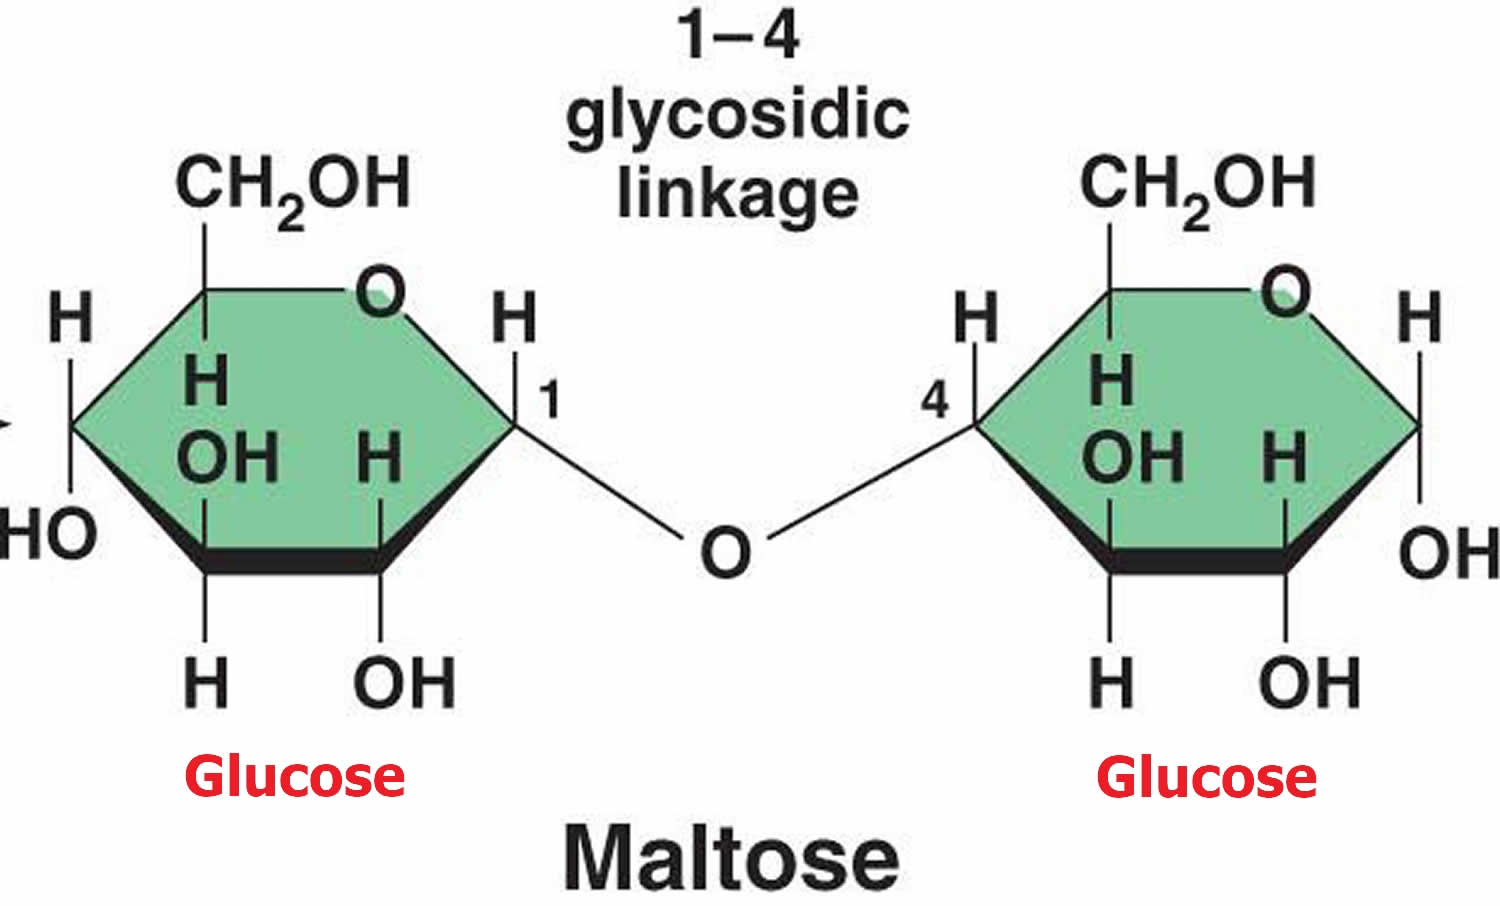 1–4
glycosidic
linkage
CH₂OH
CH₂OH
H
O
H
H
O
H
H
1
4
H
OH
H
OH
H
HO
O
OH
H
OH
H
OH
Glucose
Glucose
Maltose